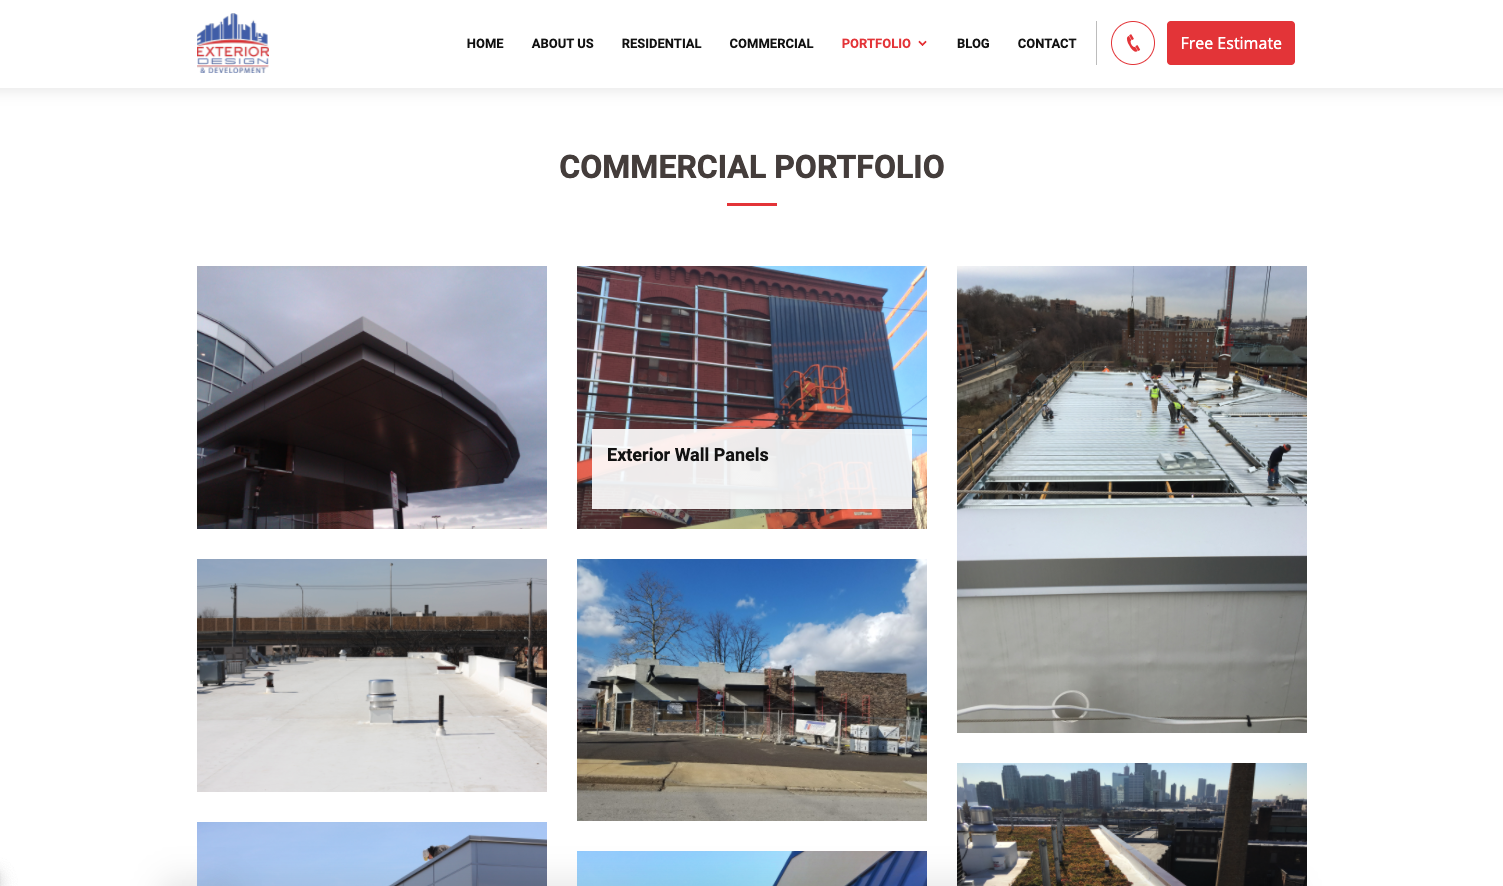 EXTERIOR
DESIGN
& DEVELOPMENT
HOME
ABOUT US
RESIDENTIAL
COMMERCIAL
PORTFOLIO
BLOG
CONTACT
Free Estimate
COMMERCIAL PORTFOLIO
Exterior Wall Panels